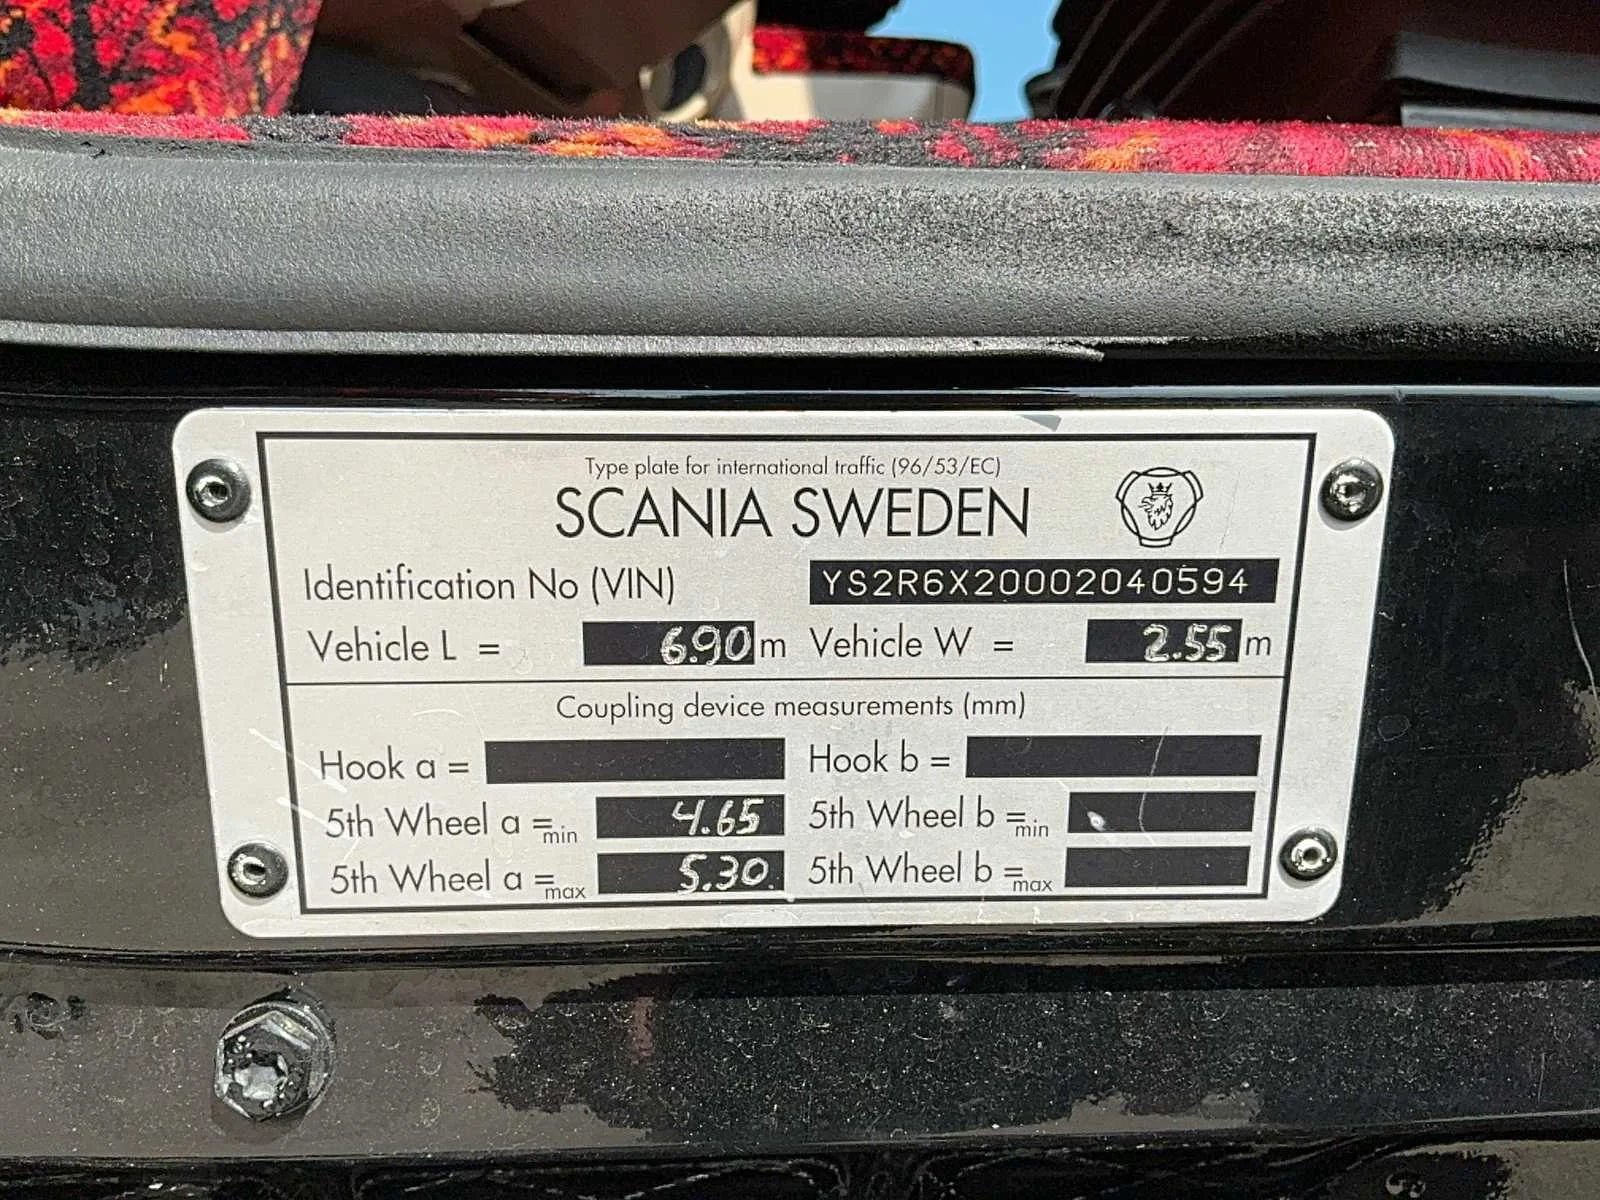 Type plate for international traffic (96/53/EC)
SCANIA SWEDEN
Identification No (VIN) YS2R6X20002040594
Vehicle L = 6.90 m Vehicle W = 2.55 m
Coupling device measurements (mm)
Hook a = Hook b =
5th Wheel a = min 4.65 5th Wheel b = min
5th Wheel a = max 5.30. 5th Wheel b = max